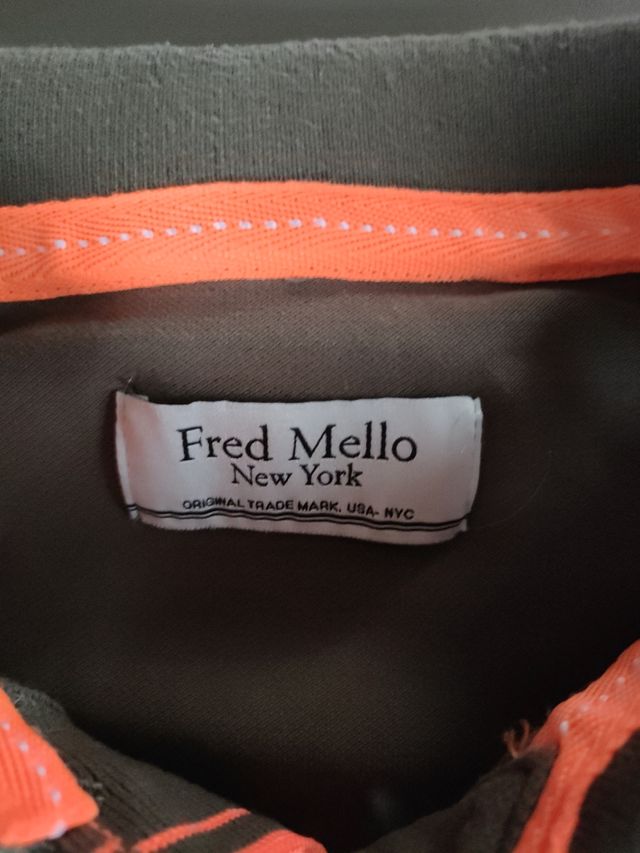 Fred Mello
New York
ORIGINAL TRADE MARK. USA- NYC